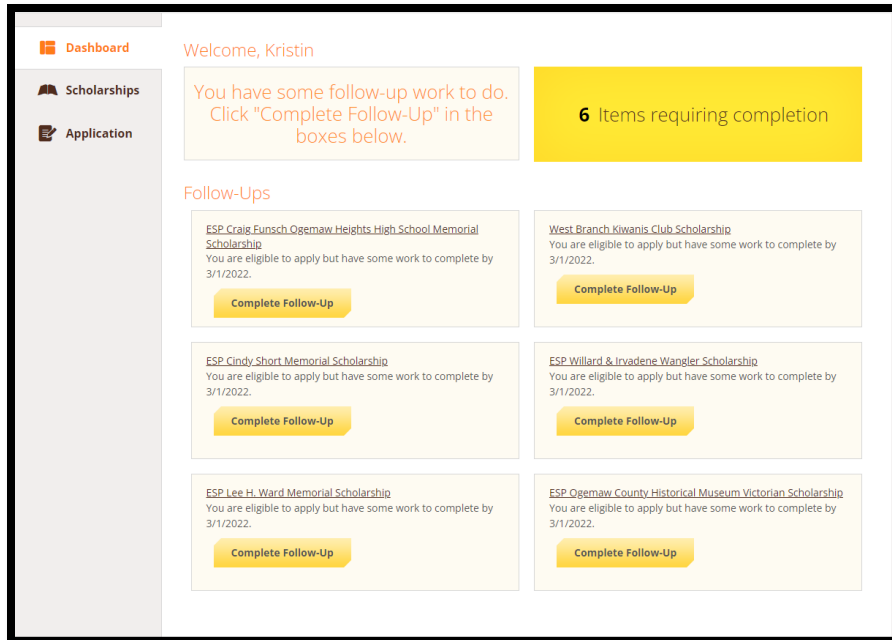 Dashboard
Scholarships
Application
Welcome, Kristin
You have some follow-up work to do.
Click "Complete Follow-Up" in the
boxes below.
6 Items requiring completion
Follow-Ups
ESP Craig Funsch Ogemaw Heights High School Memorial
Scholarship
You are eligible to apply but have some work to complete by
3/1/2022.
Complete Follow-Up
West Branch Kiwanis Club Scholarship
You are eligible to apply but have some work to complete by
3/1/2022.
Complete Follow-Up
ESP Cindy Short Memorial Scholarship
You are eligible to apply but have some work to complete by
3/1/2022.
Complete Follow-Up
ESP Willard & Irvadene Wangler Scholarship
You are eligible to apply but have some work to complete by
3/1/2022.
Complete Follow-Up
ESP Lee H. Ward Memorial Scholarship
You are eligible to apply but have some work to complete by
3/1/2022.
Complete Follow-Up
ESP Ogemaw County Historical Museum Victorian Scholarship
You are eligible to apply but have some work to complete by
3/1/2022.
Complete Follow-Up